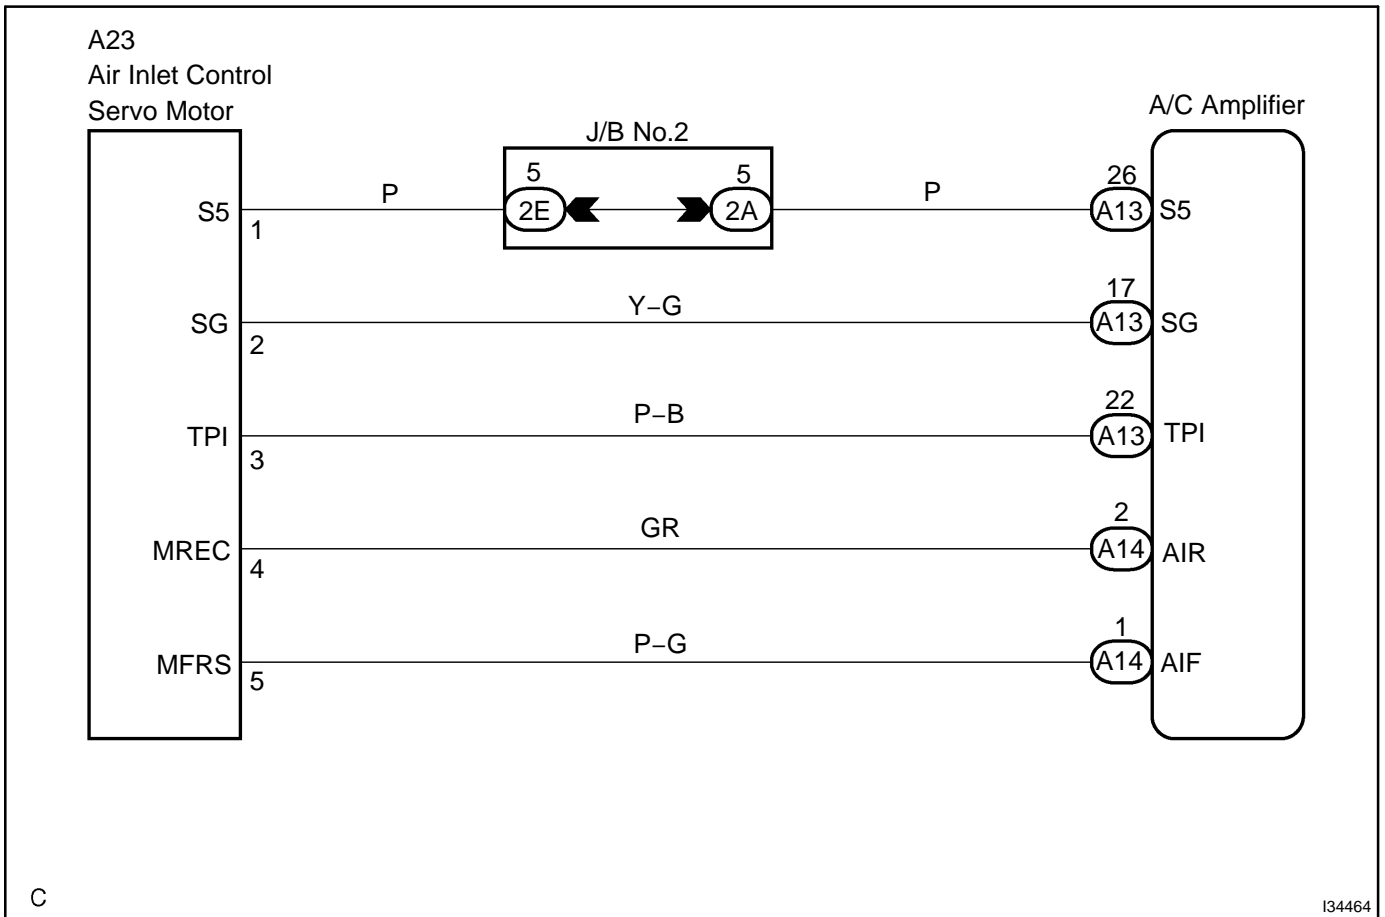 A23
Air Inlet Control
Servo Motor
A/C Amplifier
J/B No.2
S5
1
P
5
2E
5
2A
P
26
A13
S5
SG
2
Y–G
17
A13
SG
TPI
3
P–B
22
A13
TPI
MREC
4
GR
2
A14
AIR
MFRS
5
P–G
1
A14
AIF
C
I34464